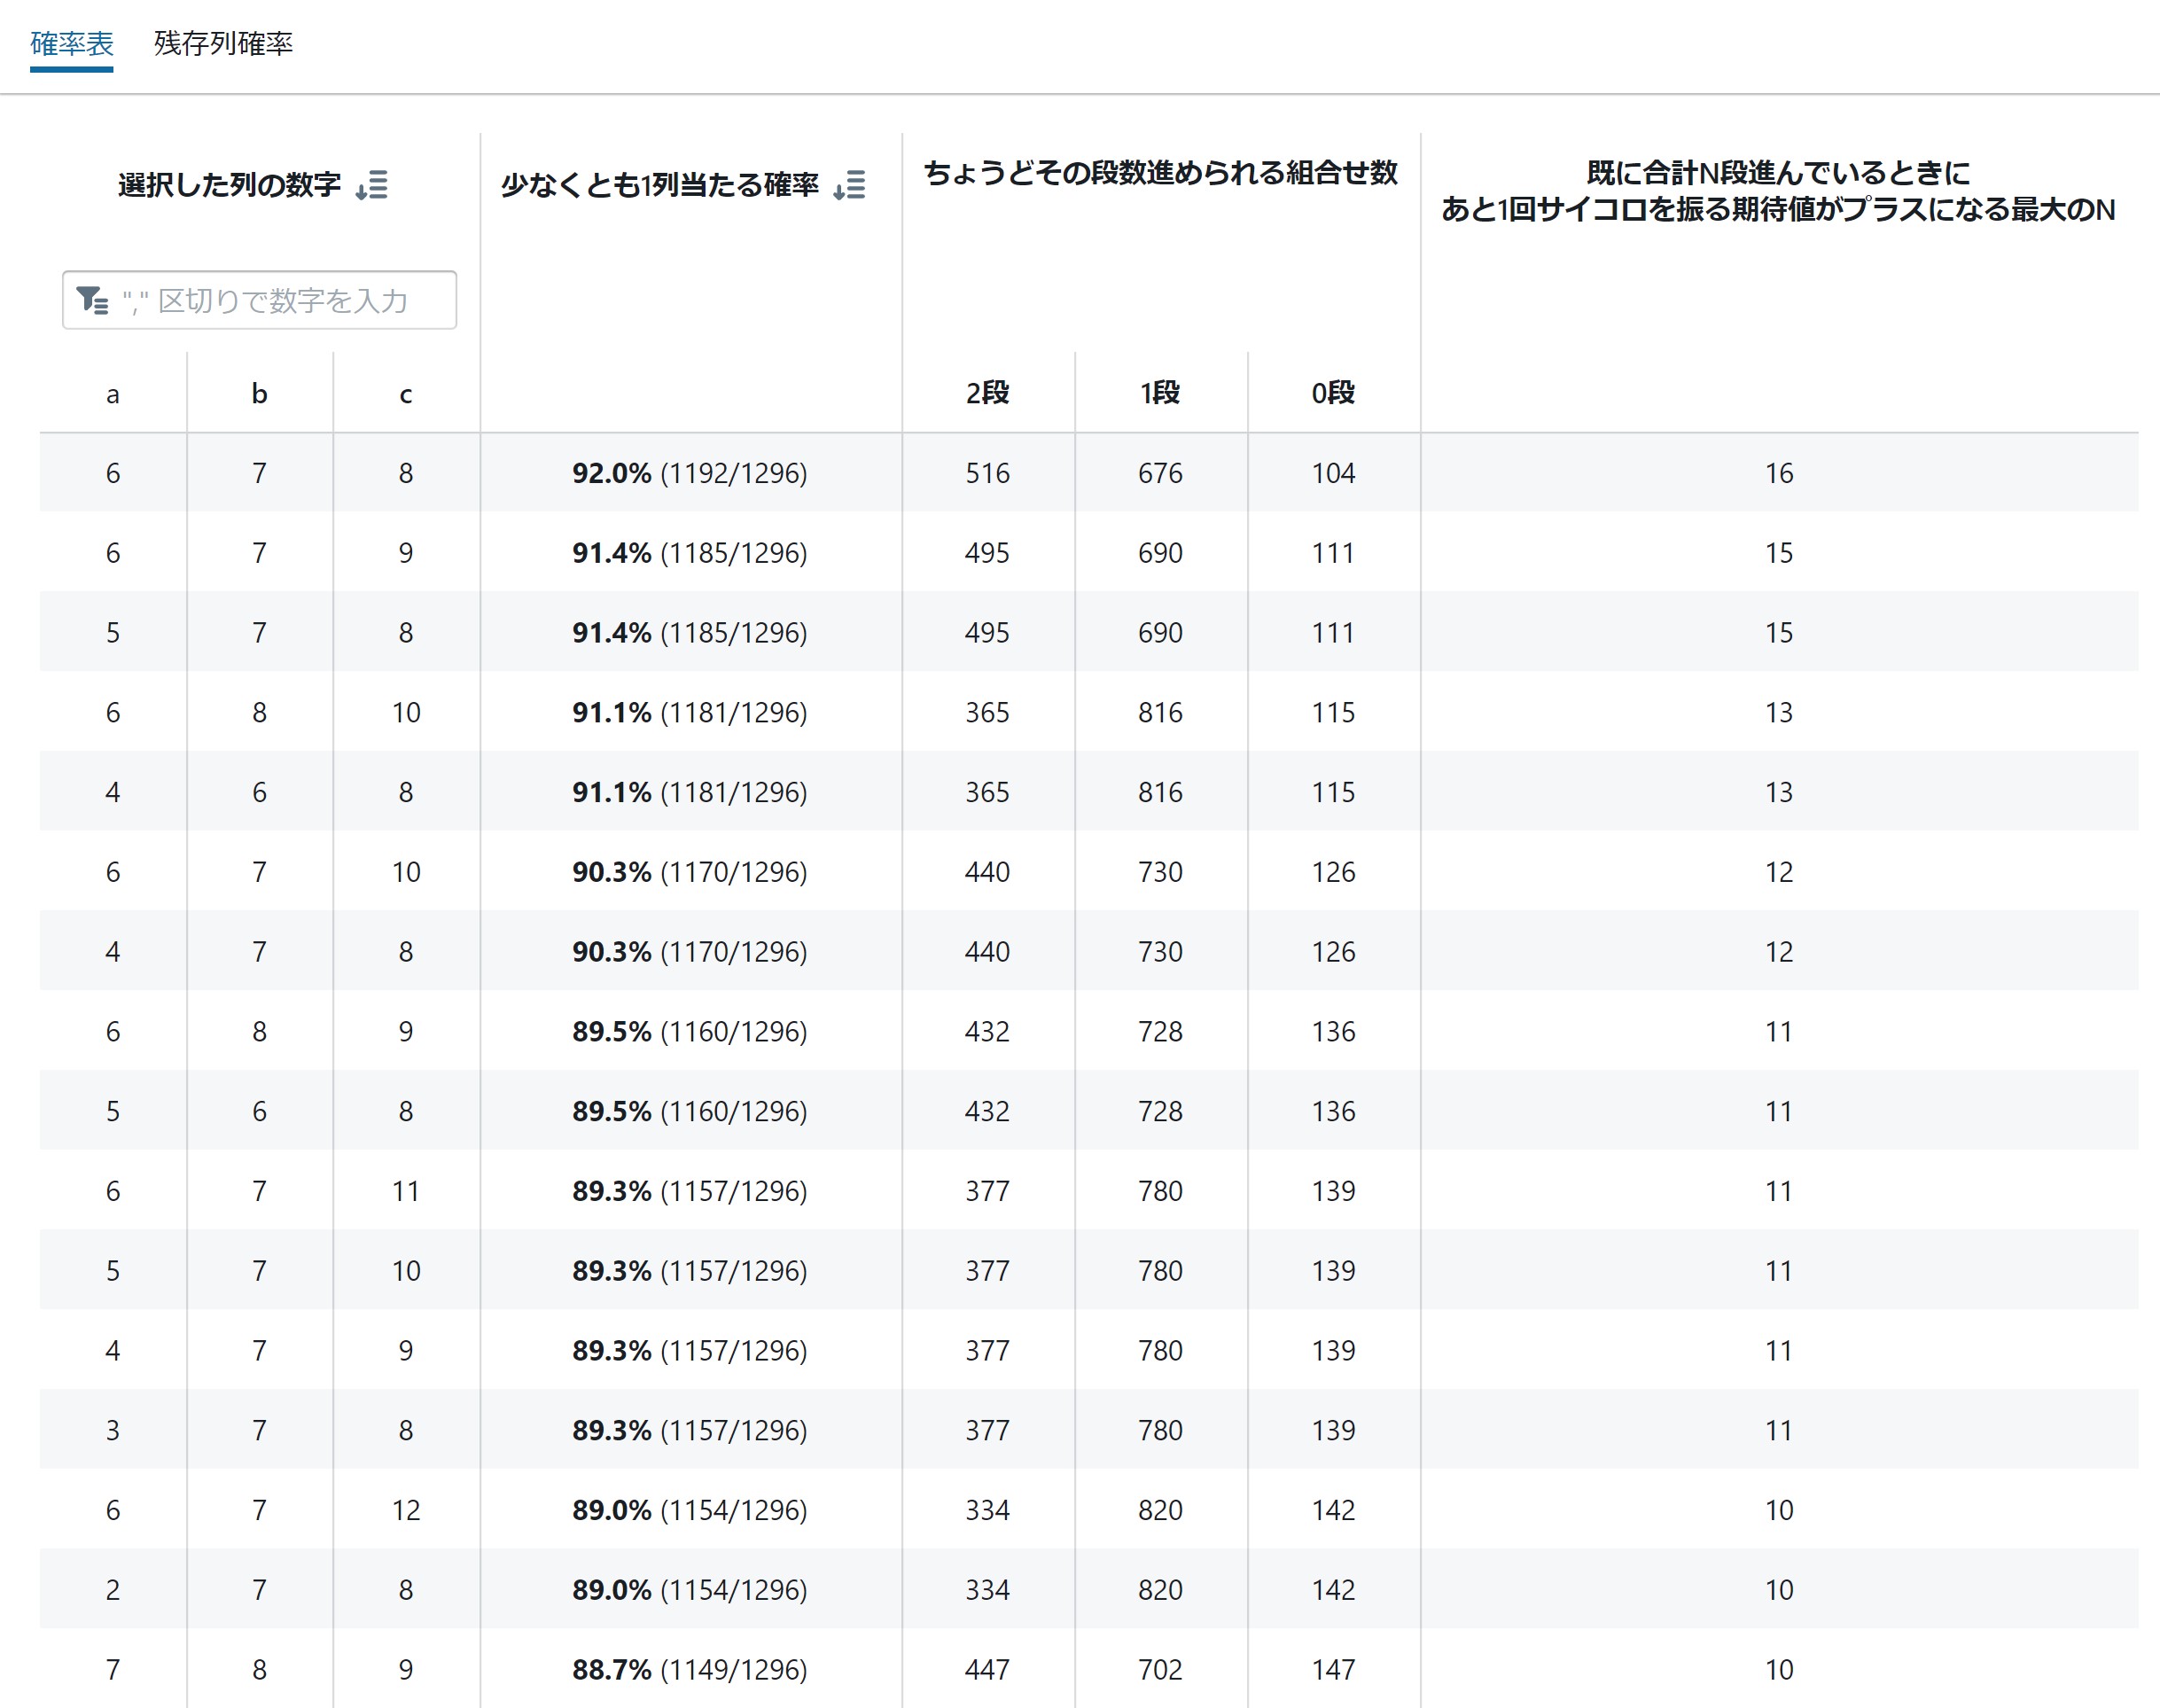 確率表 残存列確率
選択した列の数字 少なくとも1列当たる確率 ちょうどその段数進められる組合せ数 既に合計N段進んでいるときに
あと1回サイコロを振る期待値がプラスになる最大のN
"," 区切りで数字を入力
a b c 2段 1段 0段
6 7 8 92.0% (1192/1296) 516 676 104 16
6 7 9 91.4% (1185/1296) 495 690 111 15
5 7 8 91.4% (1185/1296) 495 690 111 15
6 8 10 91.1% (1181/1296) 365 816 115 13
4 6 8 91.1% (1181/1296) 365 816 115 13
6 7 10 90.3% (1170/1296) 440 730 126 12
4 7 8 90.3% (1170/1296) 440 730 126 12
6 8 9 89.5% (1160/1296) 432 728 136 11
5 6 8 89.5% (1160/1296) 432 728 136 11
6 7 11 89.3% (1157/1296) 377 780 139 11
5 7 10 89.3% (1157/1296) 377 780 139 11
4 7 9 89.3% (1157/1296) 377 780 139 11
3 7 8 89.3% (1157/1296) 377 780 139 11
6 7 12 89.0% (1154/1296) 334 820 142 10
2 7 8 89.0% (1154/1296) 334 820 142 10
7 8 9 88.7% (1149/1296) 447 702 147 10